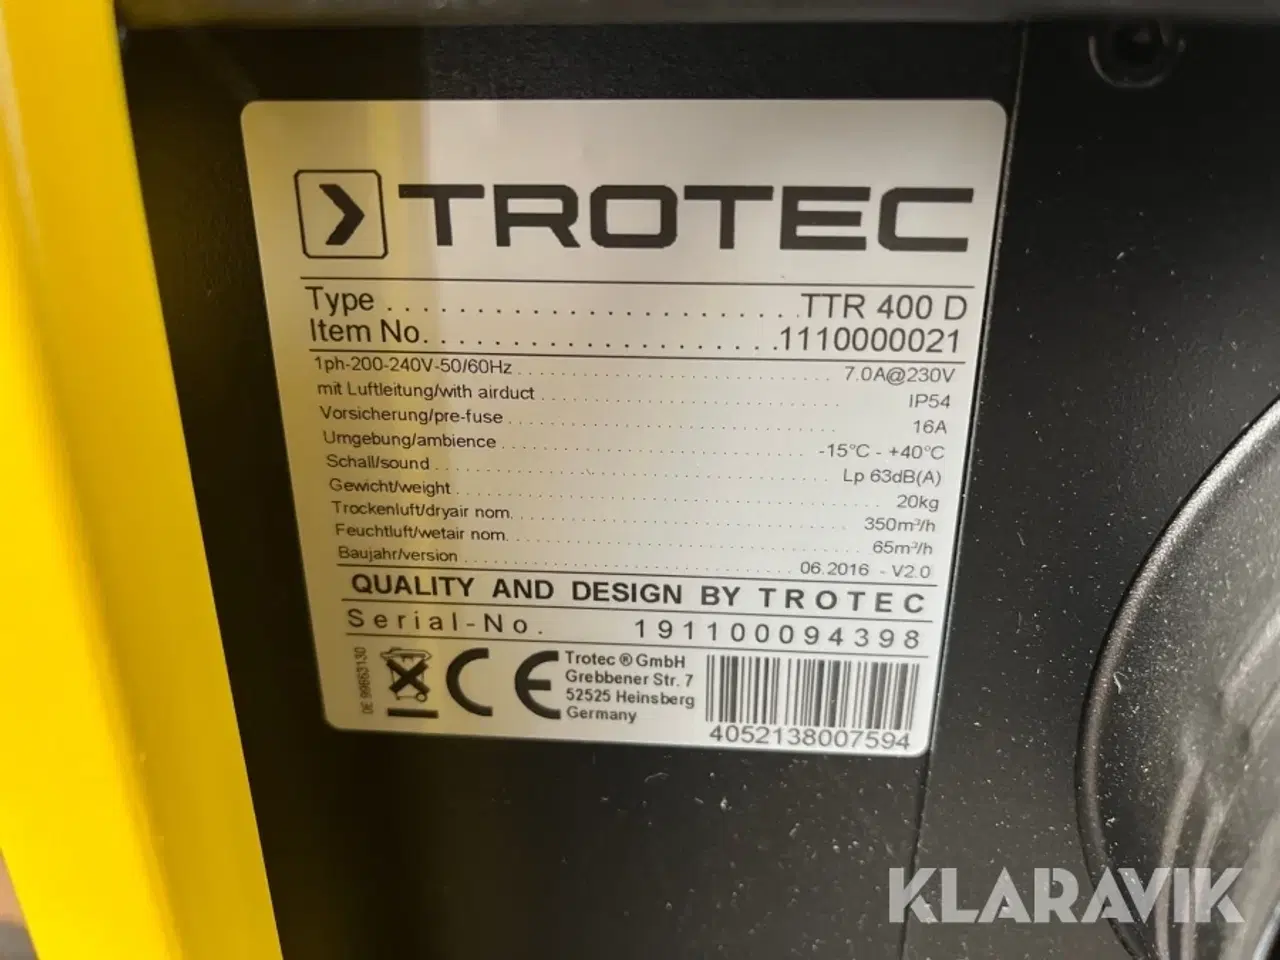 TROTEC
Type . . . . . . . . . . . . . . . . . . . . . . . TTR 400 D
Item No. . . . . . . . . . . . . . . . . . . . . 1110000021
1ph-200-240V-50/60Hz . . . . . . . . . . . . . . . . . . . . 7.0A@230V
mit Luftleitung/with airduct . . . . . . . . . . . . . . . . . . . . IP54
Vorsicherung/pre-fuse . . . . . . . . . . . . . . . . . . . . 16A
Umgebung/ambience . . . . . . . . . . . . . . . . . . . . -15°C - +40°C
Schall/sound . . . . . . . . . . . . . . . . . . . . Lp 63dB(A)
Gewicht/weight . . . . . . . . . . . . . . . . . . . . 20kg
Trockenluft/dryair nom. . . . . . . . . . . . . . . . . . . . 350m³/h
Feuchtluft/wetair nom. . . . . . . . . . . . . . . . . . . . 65m³/h
Baujahr/version . . . . . . . . . . . . . . . . . . . . 06.2016 - V2.0
QUALITY AND DESIGN BY TROTEC
Serial-No. 191100094398
DE 99663130
CE
Trotec ® GmbH
Grebbener Str. 7
52525 Heinsberg
Germany
4052138007594
KLARAVIK